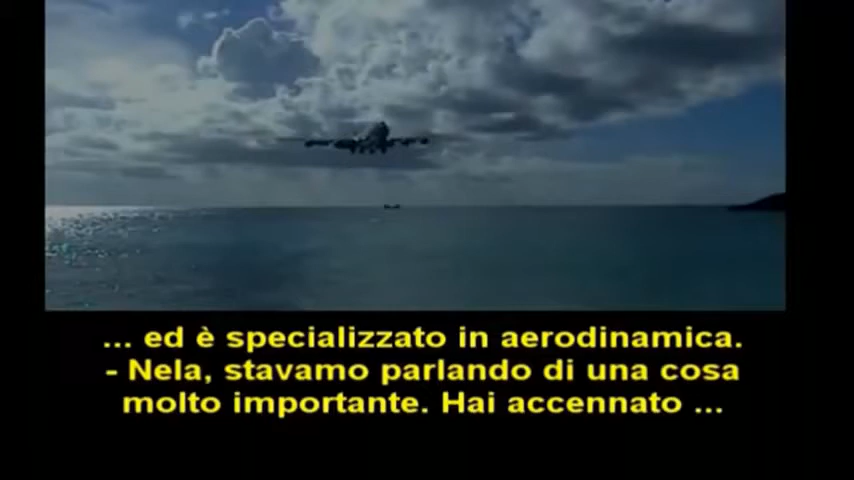 ... ed è specializzato in aerodinamica.
- Nela, stavamo parlando di una cosa
molto importante. Hai accennato ...